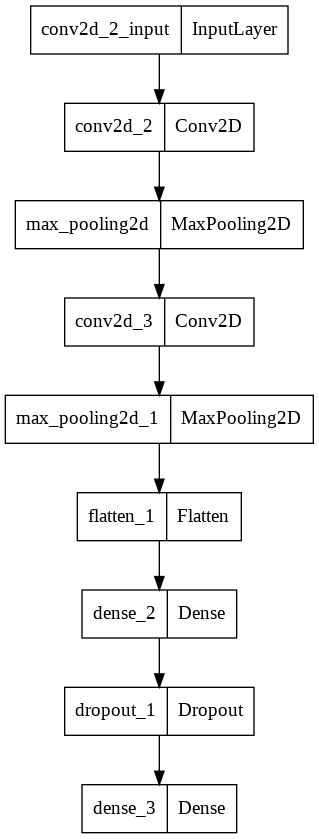 conv2d_2_input InputLayer
conv2d_2 Conv2D
max_pooling2d MaxPooling2D
conv2d_3 Conv2D
max_pooling2d_1 MaxPooling2D
flatten_1 Flatten
dense_2 Dense
dropout_1 Dropout
dense_3 Dense